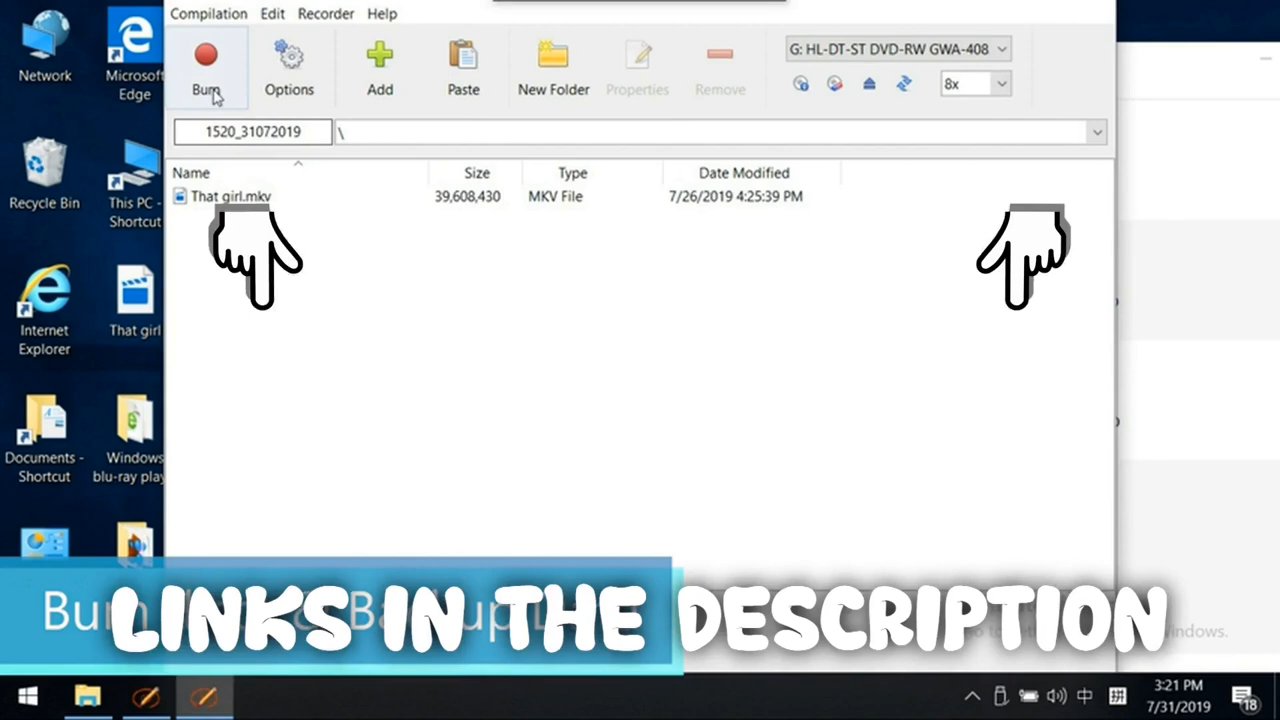 Compilation Edit Recorder Help
Network
Microsoft
Edge
Burn Options Add Paste New Folder Properties Remove
G: HL-DT-ST DVD-RW GWA-408
8x
1520_31072019
\
Name Size Type Date Modified
That girl.mkv 39,608,430 MKV File 7/26/2019 4:25:39 PM
Recycle Bin
This PC -
Shortcut
Internet
Explorer
That girl
Documents -
Shortcut
Windows
blu-ray play
LINKS IN THE DESCRIPTION
Windows.
中
拼
3:21 PM
7/31/2019
18